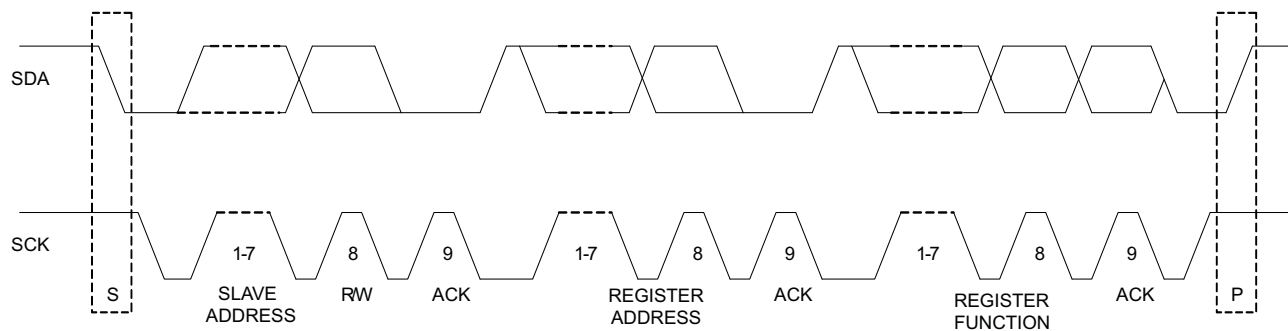 SDA
SCK
1-7 8 9 1-7 8 9 1-7 8 9
S SLAVE ADDRESS R/W ACK REGISTER ADDRESS ACK REGISTER FUNCTION ACK P